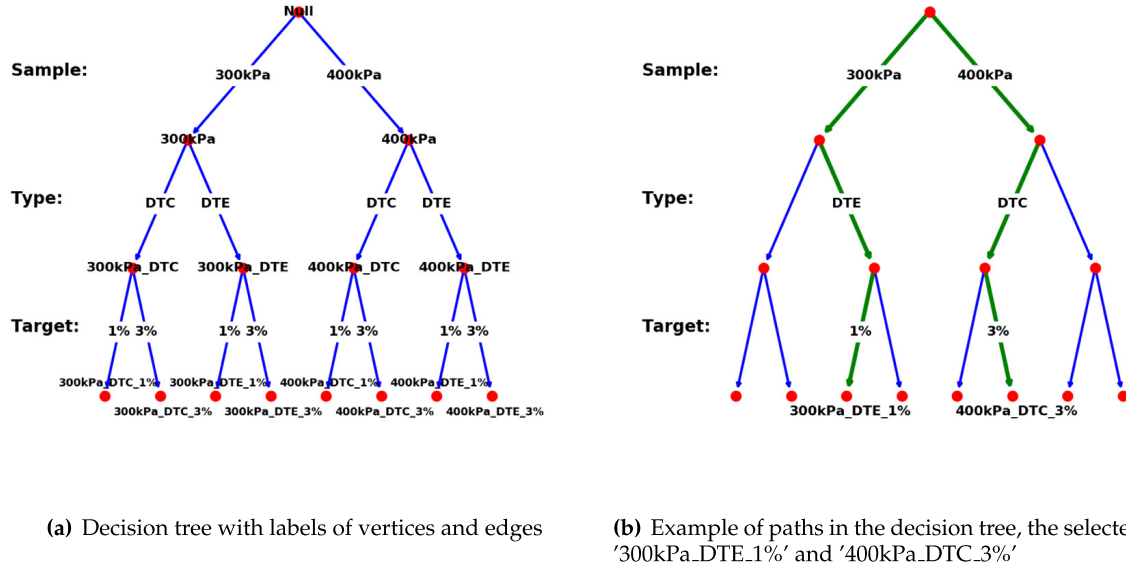 Null
Sample:
300kPa 400kPa
300kPa 400kPa
Type:
DTC DTE DTC DTE
300kPa_DTC 300kPa_DTE 400kPa_DTC 400kPa_DTE
Target:
1% 3% 1% 3% 1% 3% 1% 3%
300kPa_DTC_1% 300kPa_DTE_1% 400kPa_DTC_1% 400kPa_DTE_1%
300kPa_DTC_3% 300kPa_DTE_3% 400kPa_DTC_3% 400kPa_DTE_3%
(a) Decision tree with labels of vertices and edges
Sample:
300kPa 400kPa
Type:
DTE DTC
Target:
1% 3%
300kPa_DTE_1% 400kPa_DTC_3%
(b) Example of paths in the decision tree, the selecte
'300kPa_DTE_1%' and '400kPa_DTC_3%'